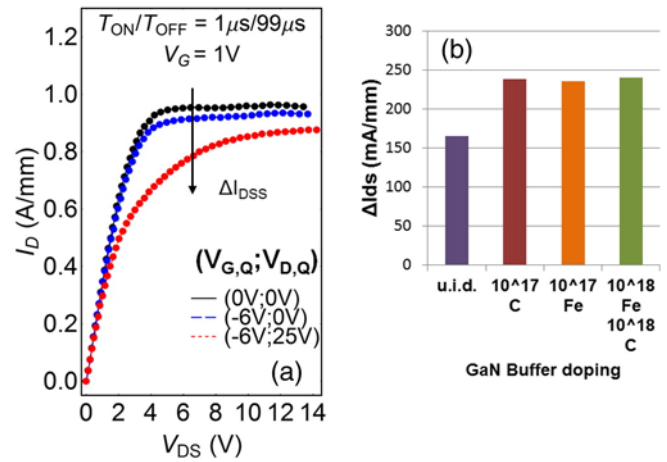 T_ON/T_OFF = 1μs/99μs
V_G = 1V
1.2
1.0
0.8
0.6
0.4
0.2
0.0
I_D (A/mm)
ΔI_DSS
(V_G,Q;V_D,Q)
(0V;0V)
(-6V;0V)
(-6V;25V)
(a)
0 2 4 6 8 10 12 14
V_DS (V)
(b)
300
250
200
150
100
50
0
ΔIds (mA/mm)
u.i.d. 10^17 10^17 10^18
C Fe Fe
10^18
C
GaN Buffer doping